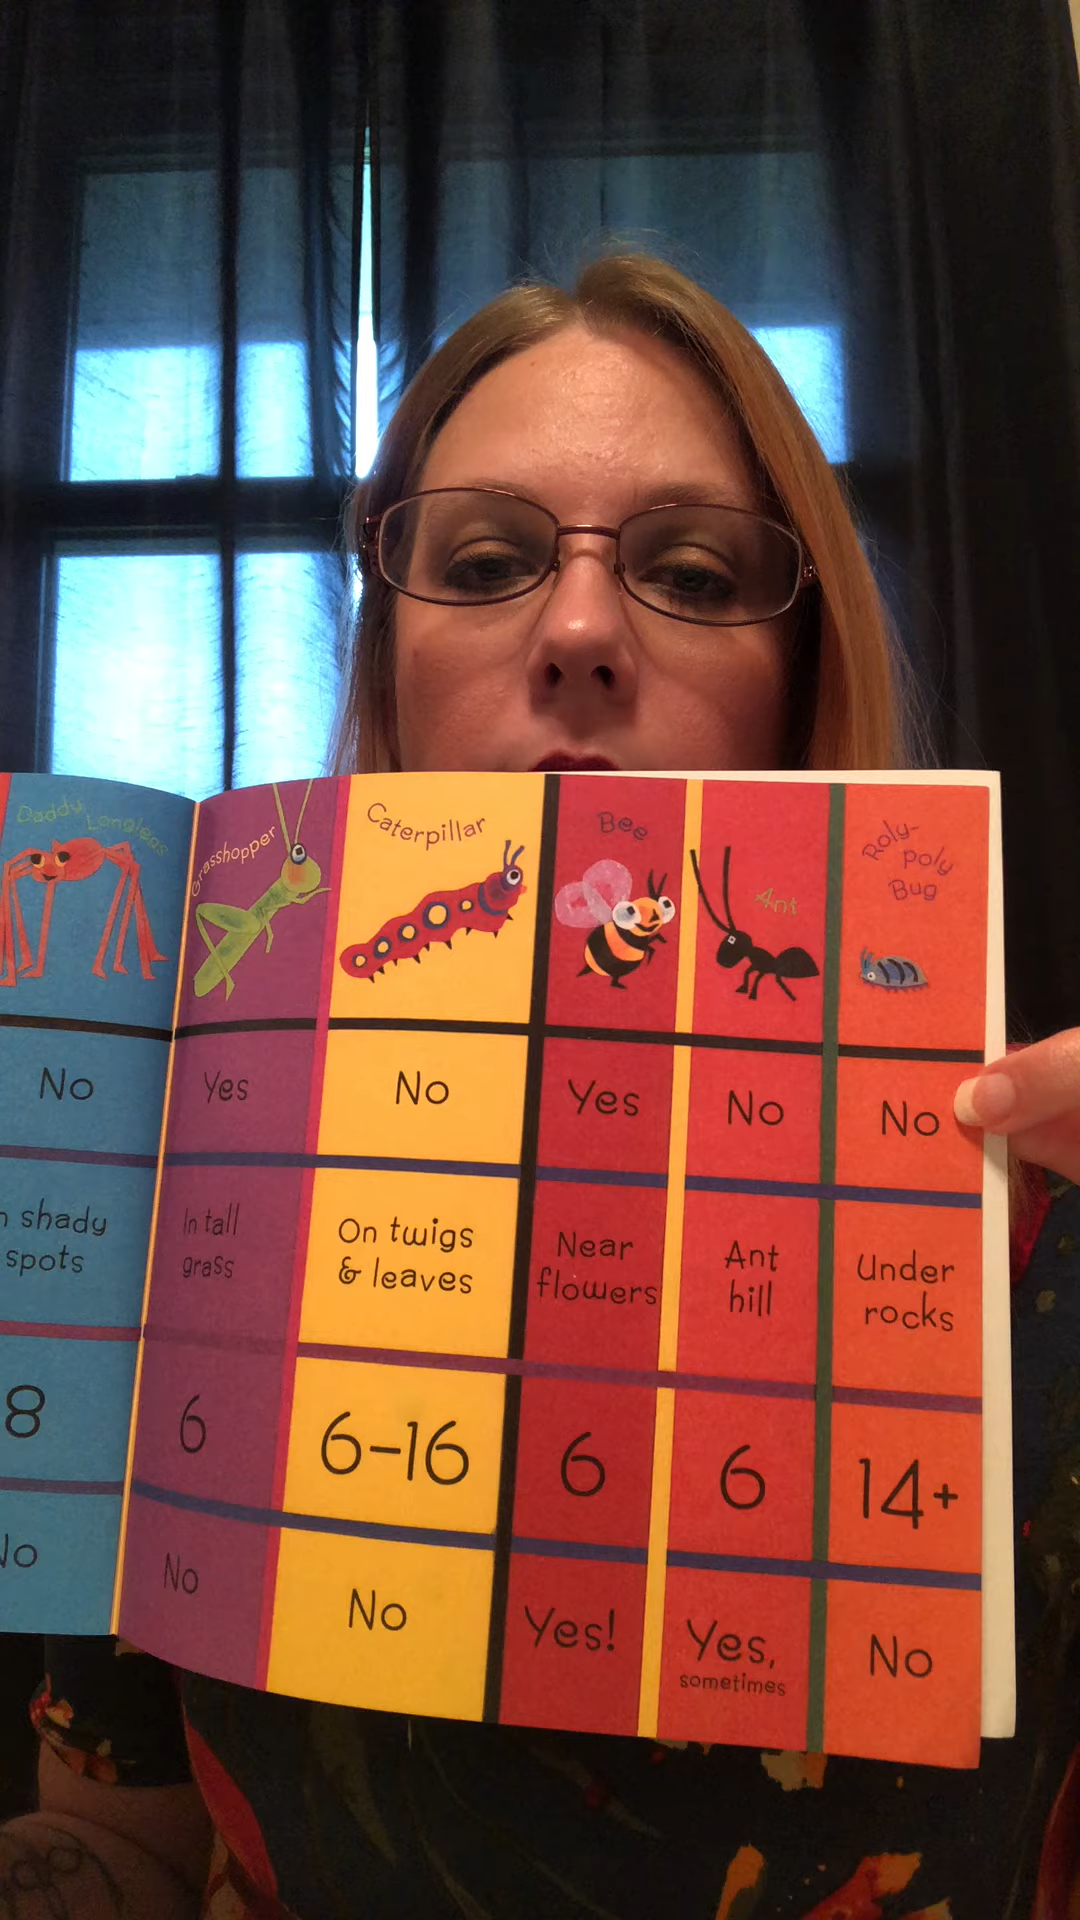 Daddy Longlegs
Grasshopper
Caterpillar
Bee
Ant
Roly-
poly
Bug
No
Yes
No
Yes
No
No
shady
spots
In tall
grass
On twigs
& leaves
Near
flowers
Ant
hill
Under
rocks
8
6
6-16
6
6
14+
No
No
No
Yes!
Yes,
sometimes
No